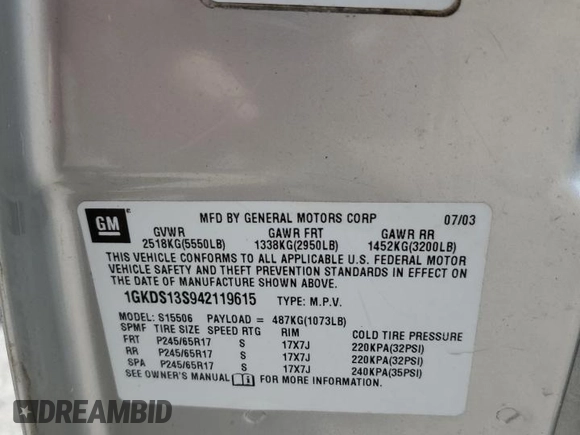 GM
MFD BY GENERAL MOTORS CORP 07/03
GVWR GAWR FRT GAWR RR
2518KG(5550LB) 1338KG(2950LB) 1452KG(3200LB)
THIS VEHICLE CONFORMS TO ALL APPLICABLE U.S. FEDERAL MOTOR
VEHICLE SAFETY AND THEFT PREVENTION STANDARDS IN EFFECT ON
THE DATE OF MANUFACTURE SHOWN ABOVE.
1GKDS13S942119615 TYPE: M.P.V.
MODEL: S15506 PAYLOAD = 487KG(1073LB)
SPMF TIRE SIZE SPEED RTG RIM COLD TIRE PRESSURE
FRT P245/65R17 S 17X7J 220KPA(32PSI)
RR P245/65R17 S 17X7J 220KPA(32PSI)
SPA P245/65R17 S 17X7J 240KPA(35PSI)
SEE OWNER'S MANUAL FOR ADDITIONAL INFORMATION
DREAMBID